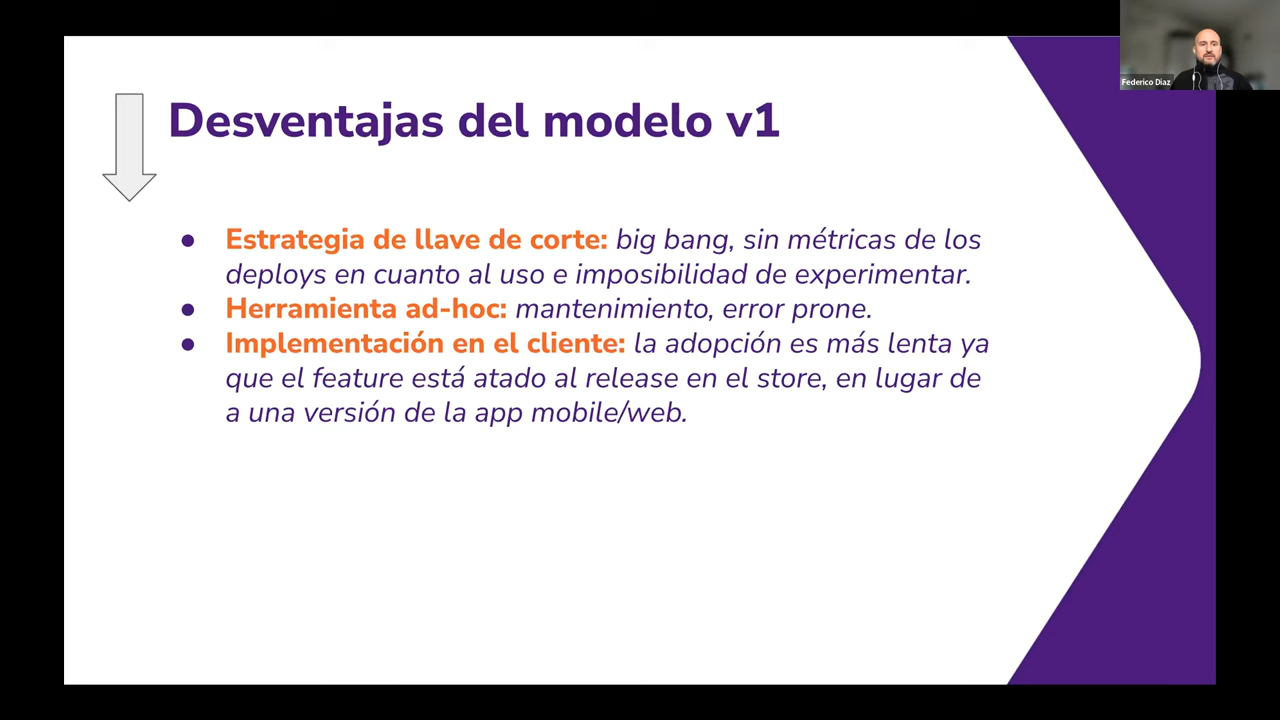 Desventajas del modelo v1
● Estrategia de llave de corte: big bang, sin métricas de los
deploys en cuanto al uso e imposibilidad de experimentar.
● Herramienta ad-hoc: mantenimiento, error prone.
● Implementación en el cliente: la adopción es más lenta ya
que el feature está atado al release en el store, en lugar de
a una versión de la app mobile/web.
Federico Diaz